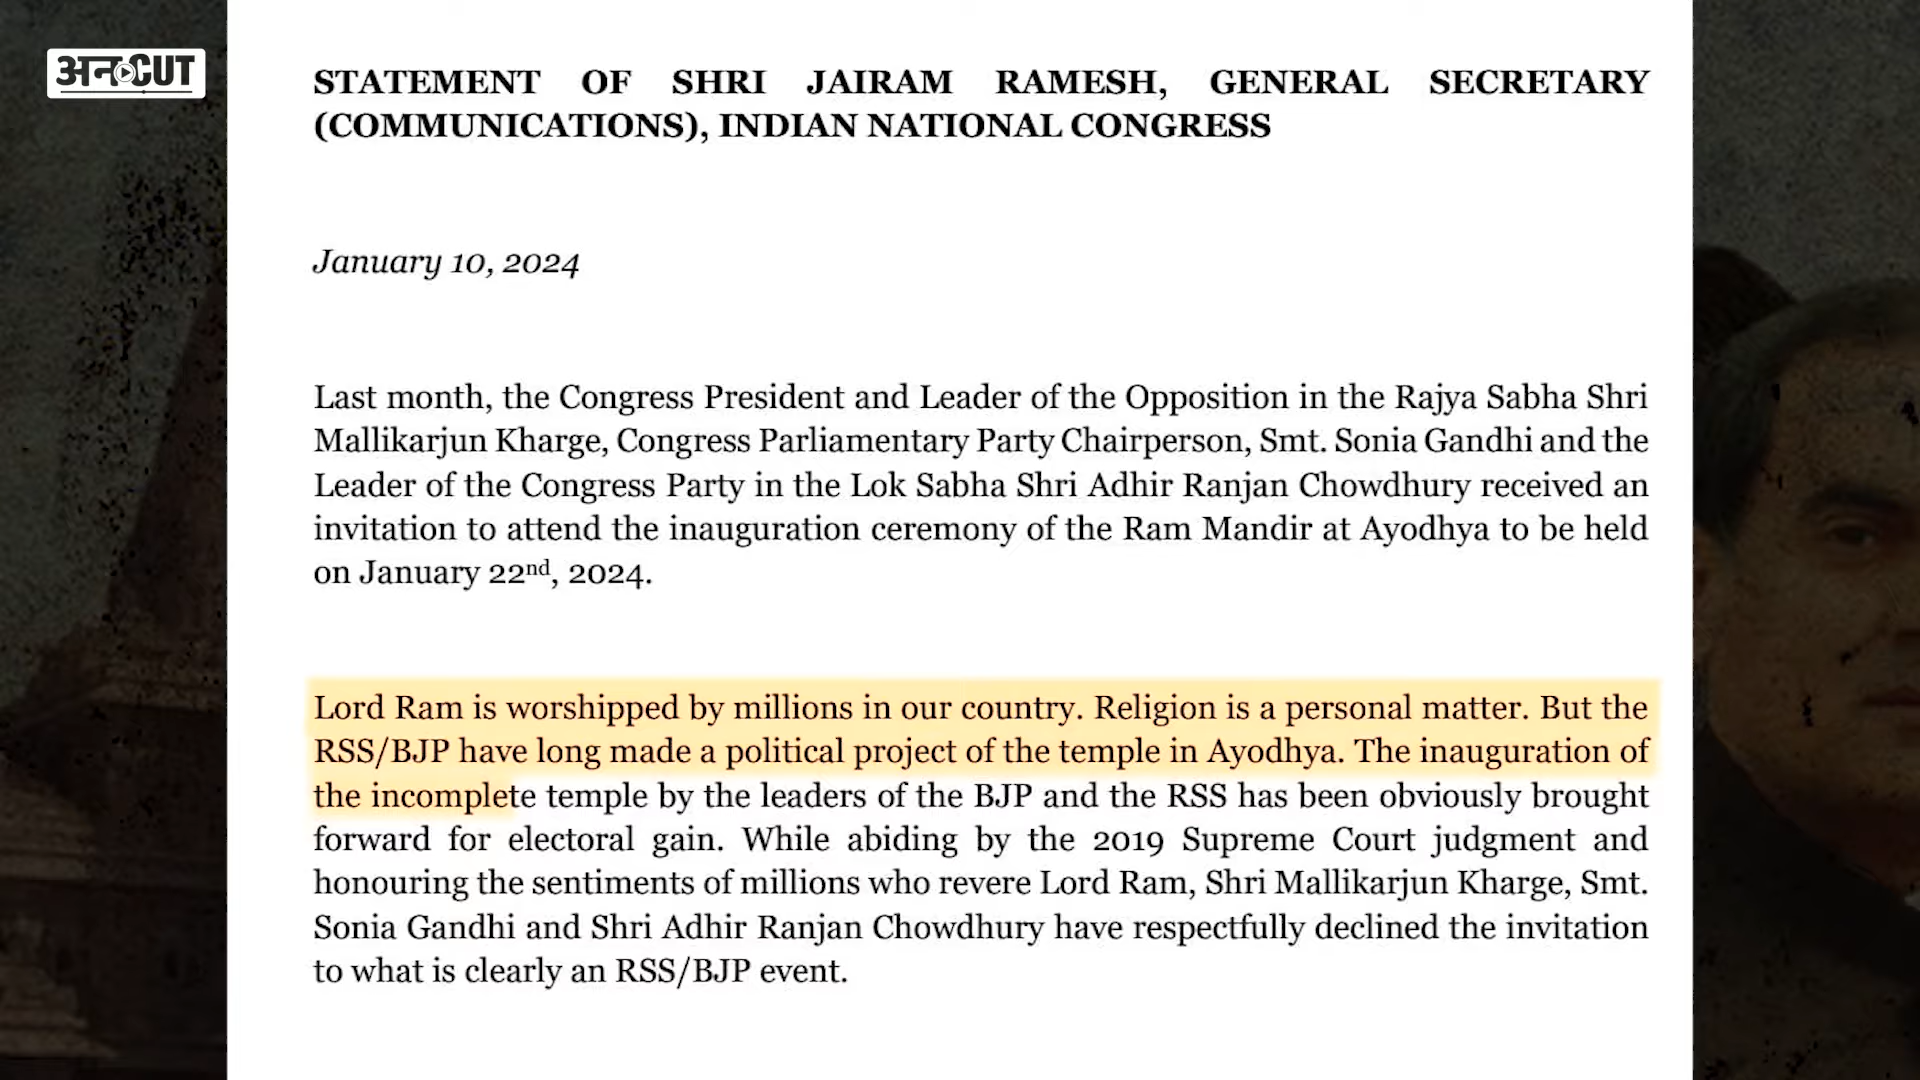 अनCUT
STATEMENT OF SHRI JAIRAM RAMESH, GENERAL SECRETARY
(COMMUNICATIONS), INDIAN NATIONAL CONGRESS
January 10, 2024
Last month, the Congress President and Leader of the Opposition in the Rajya Sabha Shri
Mallikarjun Kharge, Congress Parliamentary Party Chairperson, Smt. Sonia Gandhi and the
Leader of the Congress Party in the Lok Sabha Shri Adhir Ranjan Chowdhury received an
invitation to attend the inauguration ceremony of the Ram Mandir at Ayodhya to be held
on January 22nd, 2024.
Lord Ram is worshipped by millions in our country. Religion is a personal matter. But the
RSS/BJP have long made a political project of the temple in Ayodhya. The inauguration of
the incomplete temple by the leaders of the BJP and the RSS has been obviously brought
forward for electoral gain. While abiding by the 2019 Supreme Court judgment and
honouring the sentiments of millions who revere Lord Ram, Shri Mallikarjun Kharge, Smt.
Sonia Gandhi and Shri Adhir Ranjan Chowdhury have respectfully declined the invitation
to what is clearly an RSS/BJP event.